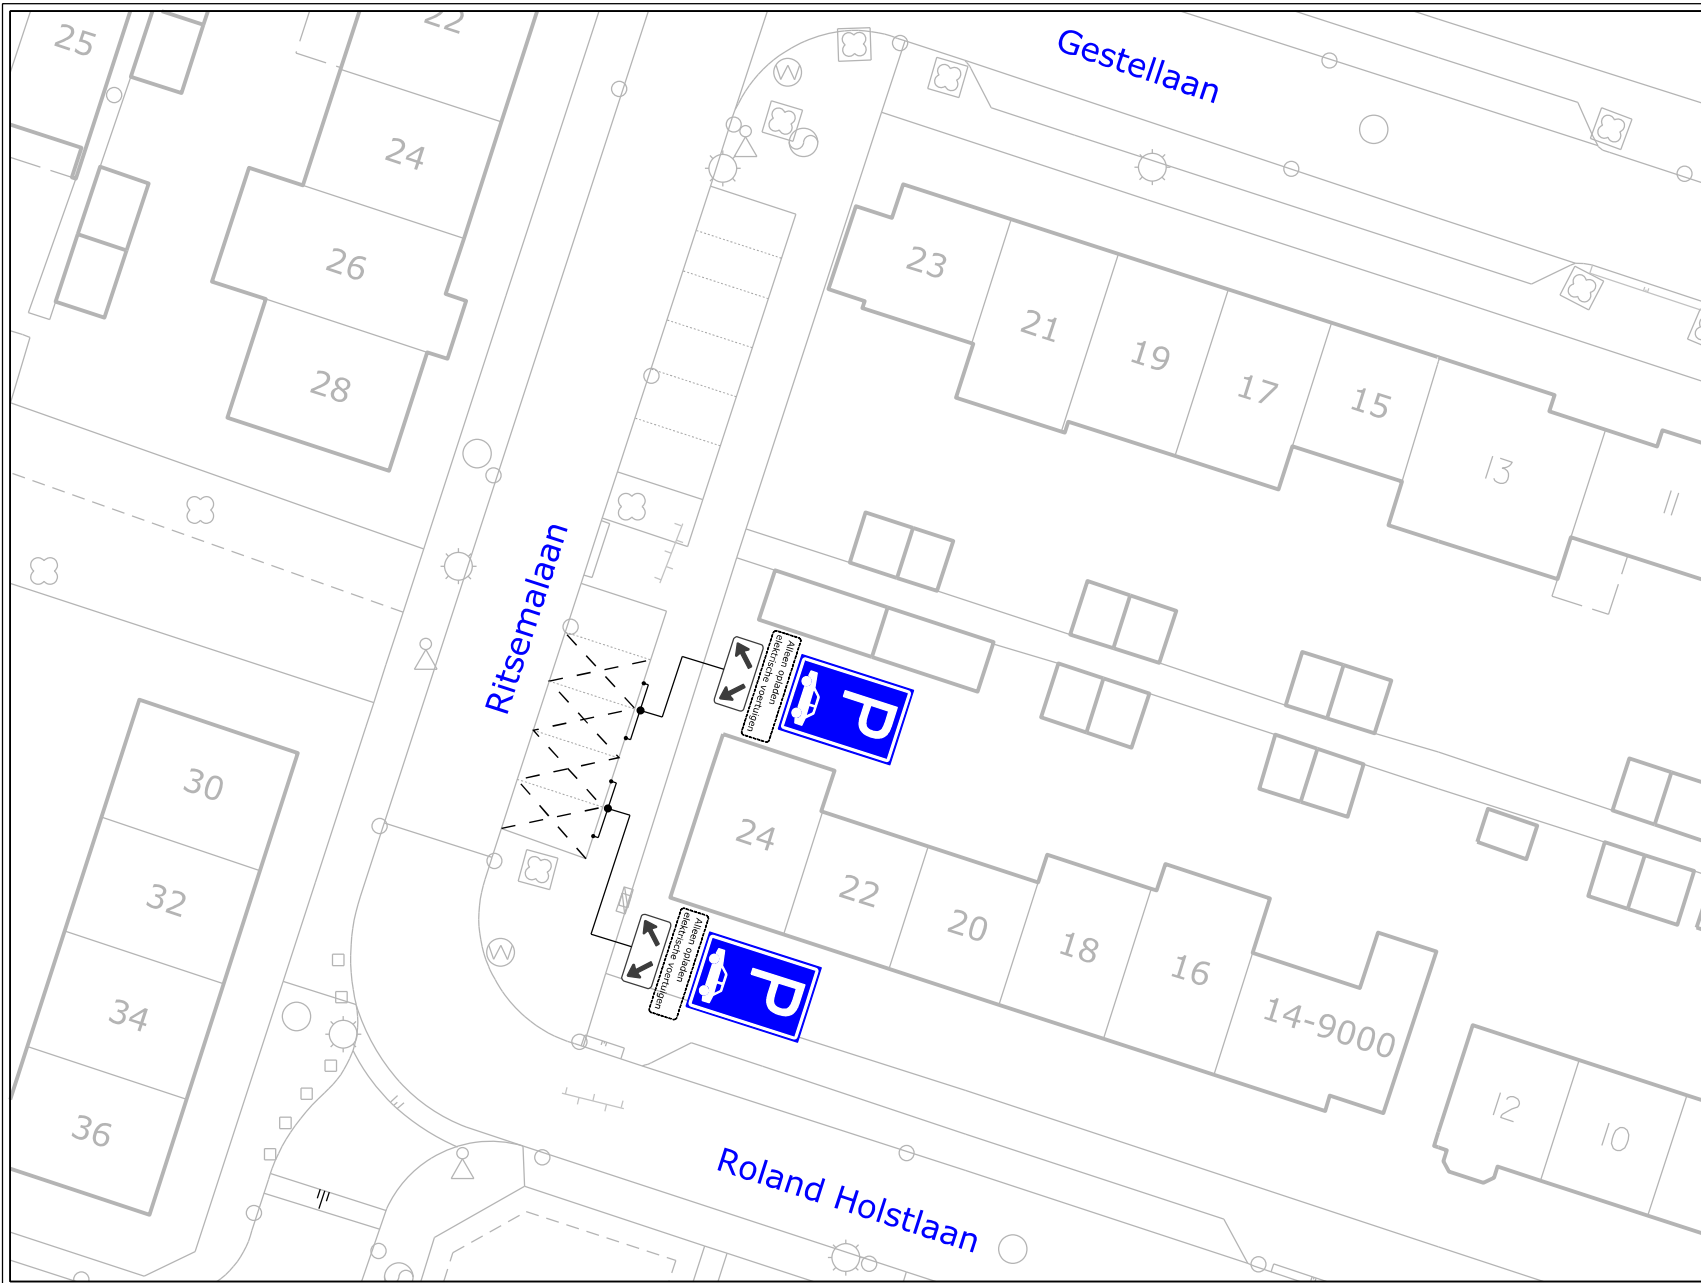 25
22
24
26
28
Gestellaan
23
21
19
17
15
13
11
Ritsemalaan
Alleen opladen
elektrische voertuigen
P
30
32
34
36
24
22
20
18
16
14-9000
12
10
Alleen opladen
elektrische voertuigen
P
W
W
Roland Holstlaan